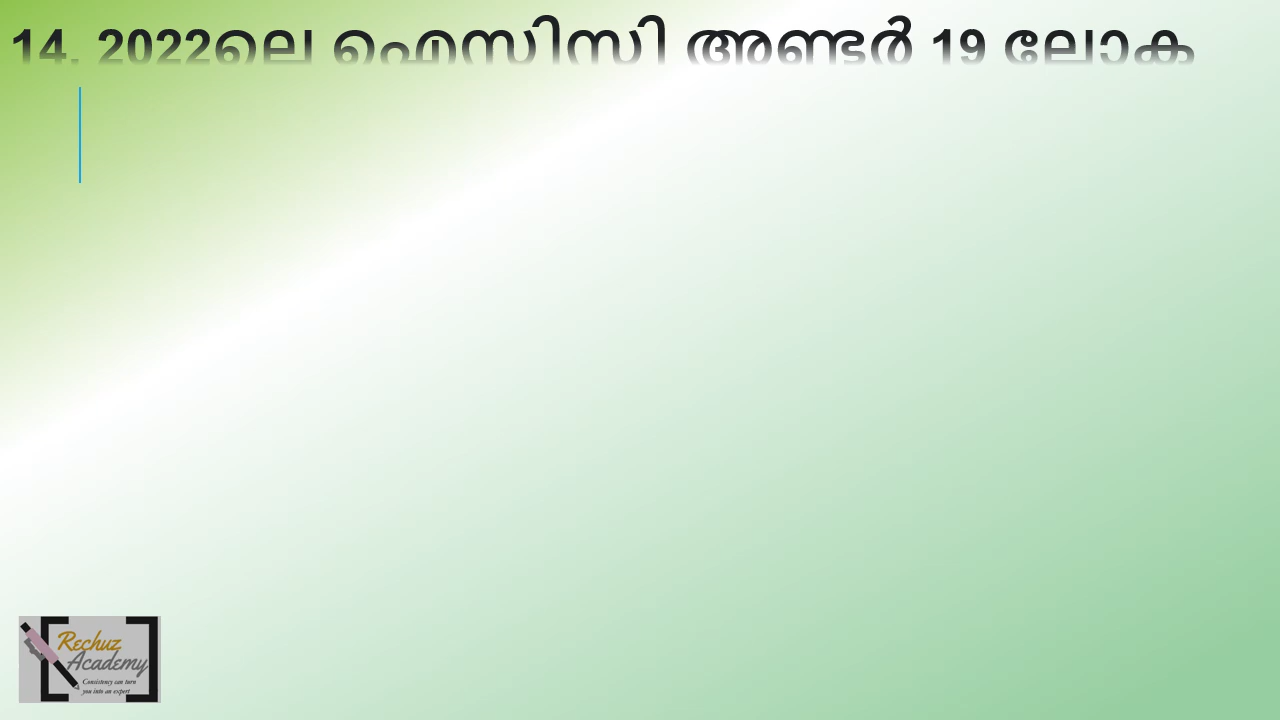 14. 2022ലെ ഐസിസി അണ്ടർ 19 ലോക
Rechuz
Academy
Consistency can turn
you into an expert